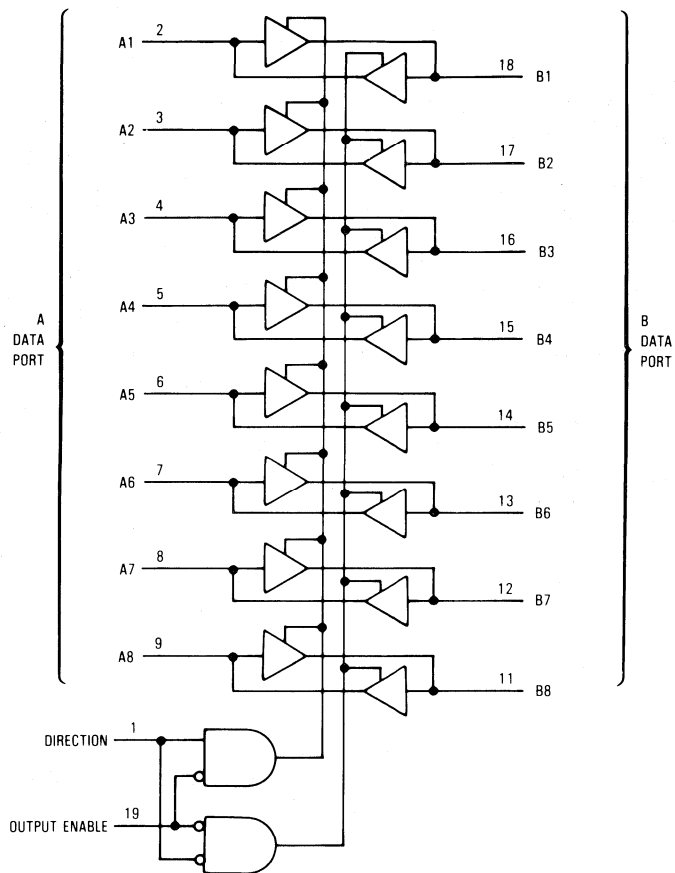 A1 2
18 B1
A2 3
17 B2
A3 4
16 B3
A4 5
15 B4
A DATA PORT
B DATA PORT
A5 6
14 B5
A6 7
13 B6
A7 8
12 B7
A8 9
11 B8
DIRECTION 1
OUTPUT ENABLE 19